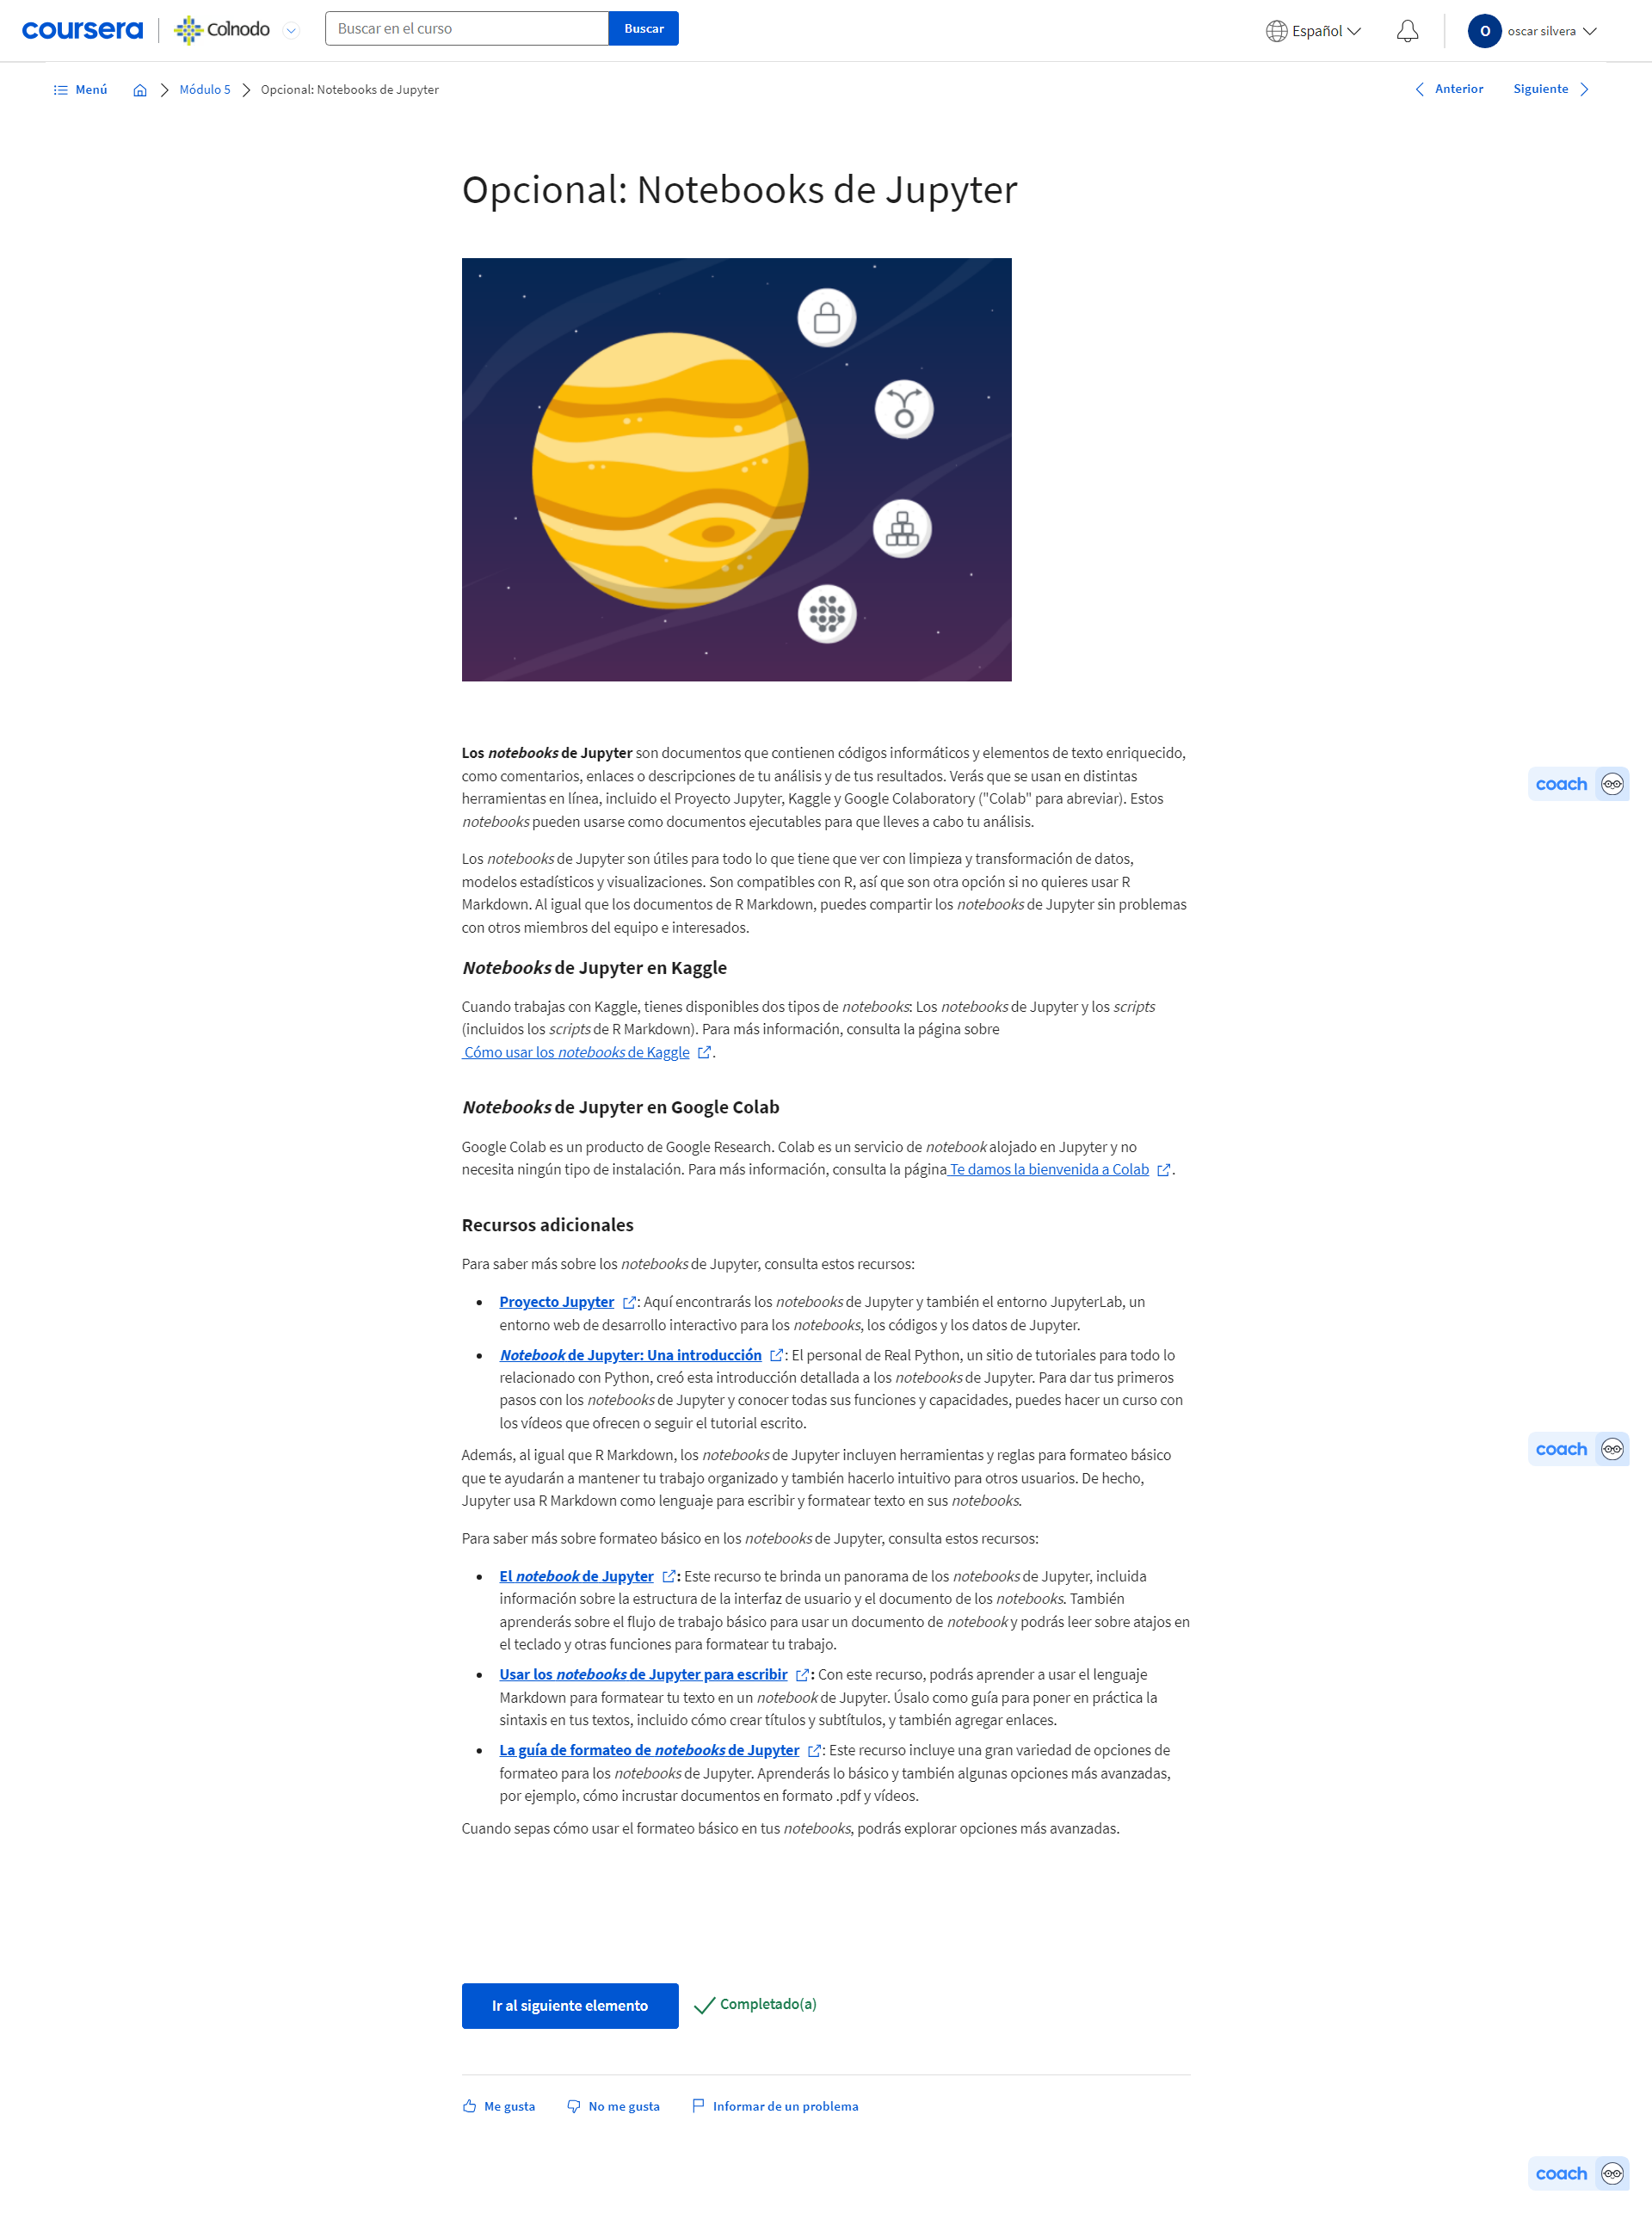 coursera
Colnodo
Buscar en el curso
Buscar
Español
O
oscar silvera
Menú
Módulo 5
Opcional: Notebooks de Jupyter
Anterior
Siguiente
Opcional: Notebooks de Jupyter
Los notebooks de Jupyter son documentos que contienen códigos informáticos y elementos de texto enriquecido,
como comentarios, enlaces o descripciones de tu análisis y de tus resultados. Verás que se usan en distintas
herramientas en línea, incluido el Proyecto Jupyter, Kaggle y Google Colaboratory ("Colab" para abreviar). Estos
notebooks pueden usarse como documentos ejecutables para que lleves a cabo tu análisis.
coach
Los notebooks de Jupyter son útiles para todo lo que tiene que ver con limpieza y transformación de datos,
modelos estadísticos y visualizaciones. Son compatibles con R, así que son otra opción si no quieres usar R
Markdown. Al igual que los documentos de R Markdown, puedes compartir los notebooks de Jupyter sin problemas
con otros miembros del equipo e interesados.
Notebooks de Jupyter en Kaggle
Cuando trabajas con Kaggle, tienes disponibles dos tipos de notebooks: Los notebooks de Jupyter y los scripts
(incluidos los scripts de R Markdown). Para más información, consulta la página sobre
Cómo usar los notebooks de Kaggle .
Notebooks de Jupyter en Google Colab
Google Colab es un producto de Google Research. Colab es un servicio de notebook alojado en Jupyter y no
necesita ningún tipo de instalación. Para más información, consulta la página Te damos la bienvenida a Colab .
Recursos adicionales
Para saber más sobre los notebooks de Jupyter, consulta estos recursos:
• Proyecto Jupyter : Aquí encontrarás los notebooks de Jupyter y también el entorno JupyterLab, un
entorno web de desarrollo interactivo para los notebooks, los códigos y los datos de Jupyter.
• Notebook de Jupyter: Una introducción : El personal de Real Python, un sitio de tutoriales para todo lo
relacionado con Python, creó esta introducción detallada a los notebooks de Jupyter. Para dar tus primeros
pasos con los notebooks de Jupyter y conocer todas sus funciones y capacidades, puedes hacer un curso con
los vídeos que ofrecen o seguir el tutorial escrito.
Además, al igual que R Markdown, los notebooks de Jupyter incluyen herramientas y reglas para formateo básico
que te ayudarán a mantener tu trabajo organizado y también hacerlo intuitivo para otros usuarios. De hecho,
Jupyter usa R Markdown como lenguaje para escribir y formatear texto en sus notebooks.
coach
Para saber más sobre formateo básico en los notebooks de Jupyter, consulta estos recursos:
• El notebook de Jupyter : Este recurso te brinda un panorama de los notebooks de Jupyter, incluida
información sobre la estructura de la interfaz de usuario y el documento de los notebooks. También
aprenderás sobre el flujo de trabajo básico para usar un documento de notebook y podrás leer sobre atajos en
el teclado y otras funciones para formatear tu trabajo.
• Usar los notebooks de Jupyter para escribir : Con este recurso, podrás aprender a usar el lenguaje
Markdown para formatear tu texto en un notebook de Jupyter. Úsalo como guía para poner en práctica la
sintaxis en tus textos, incluido cómo crear títulos y subtítulos, y también agregar enlaces.
• La guía de formateo de notebooks de Jupyter : Este recurso incluye una gran variedad de opciones de
formateo para los notebooks de Jupyter. Aprenderás lo básico y también algunas opciones más avanzadas,
por ejemplo, cómo incrustar documentos en formato .pdf y vídeos.
Cuando sepas cómo usar el formateo básico en tus notebooks, podrás explorar opciones más avanzadas.
Ir al siguiente elemento
Completado(a)
Me gusta
No me gusta
Informar de un problema
coach